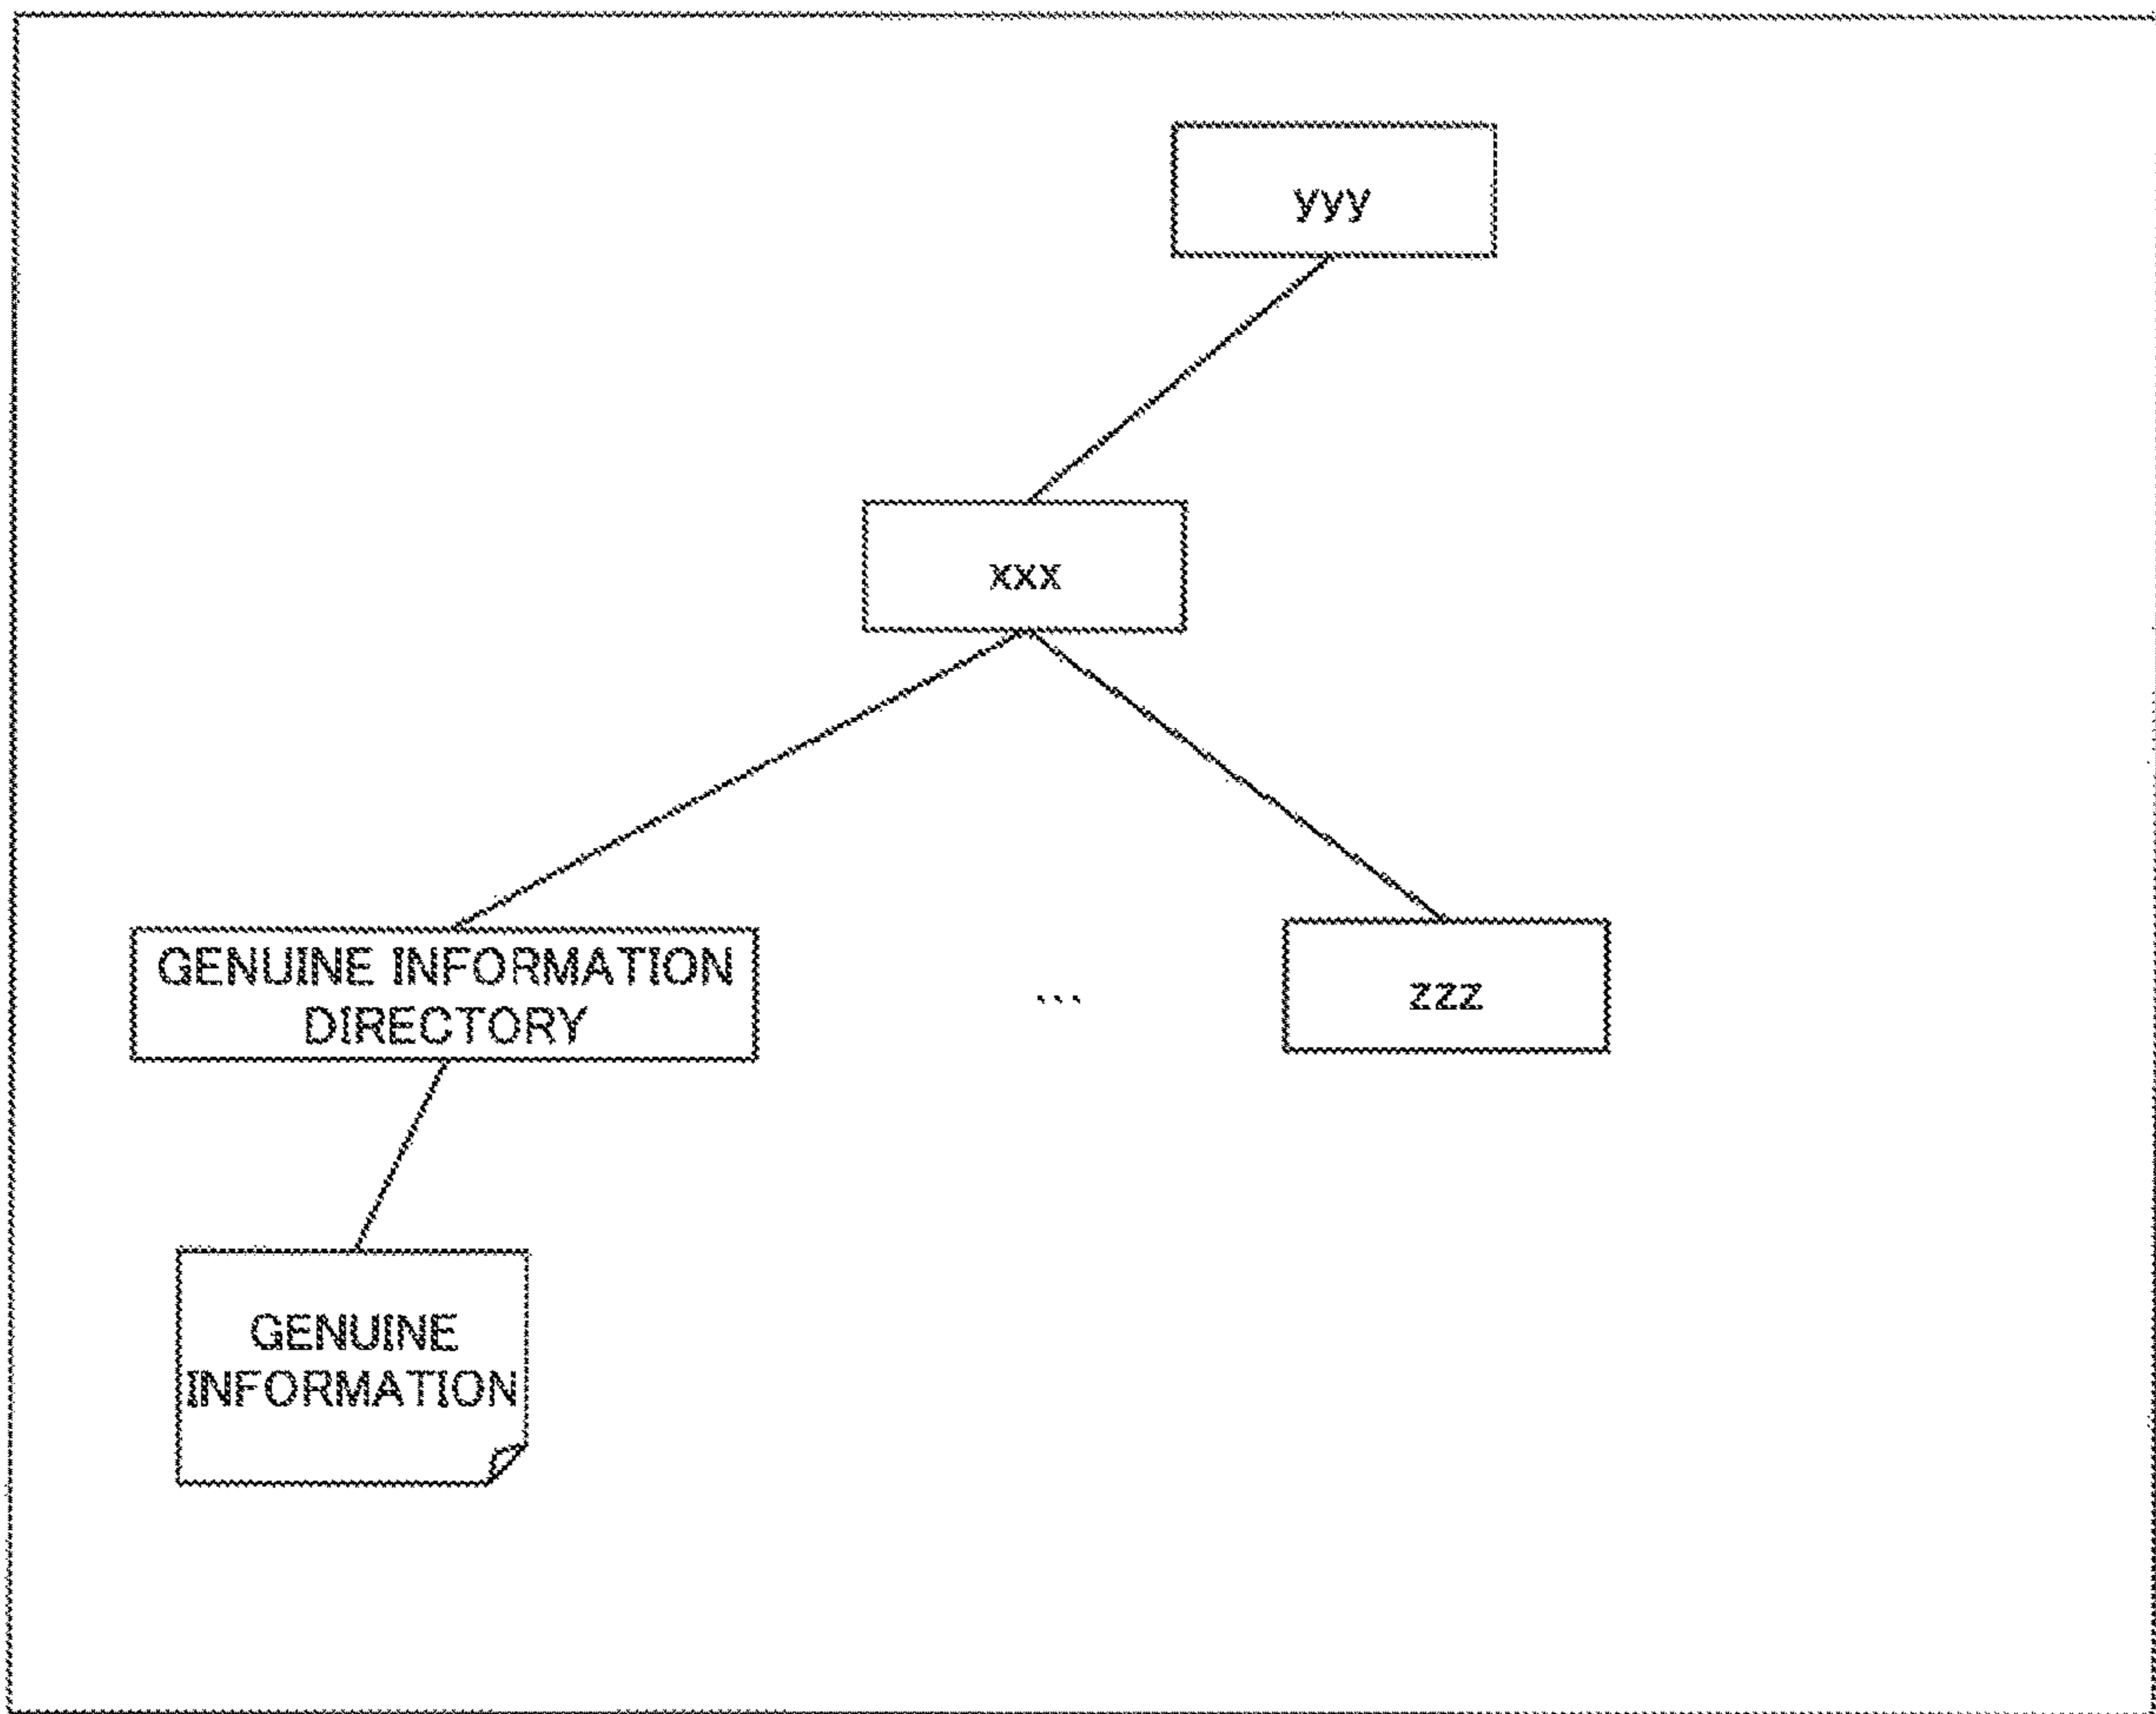 yyy
xxx
GENUINE INFORMATION
DIRECTORY
...
zzz
GENUINE
INFORMATION